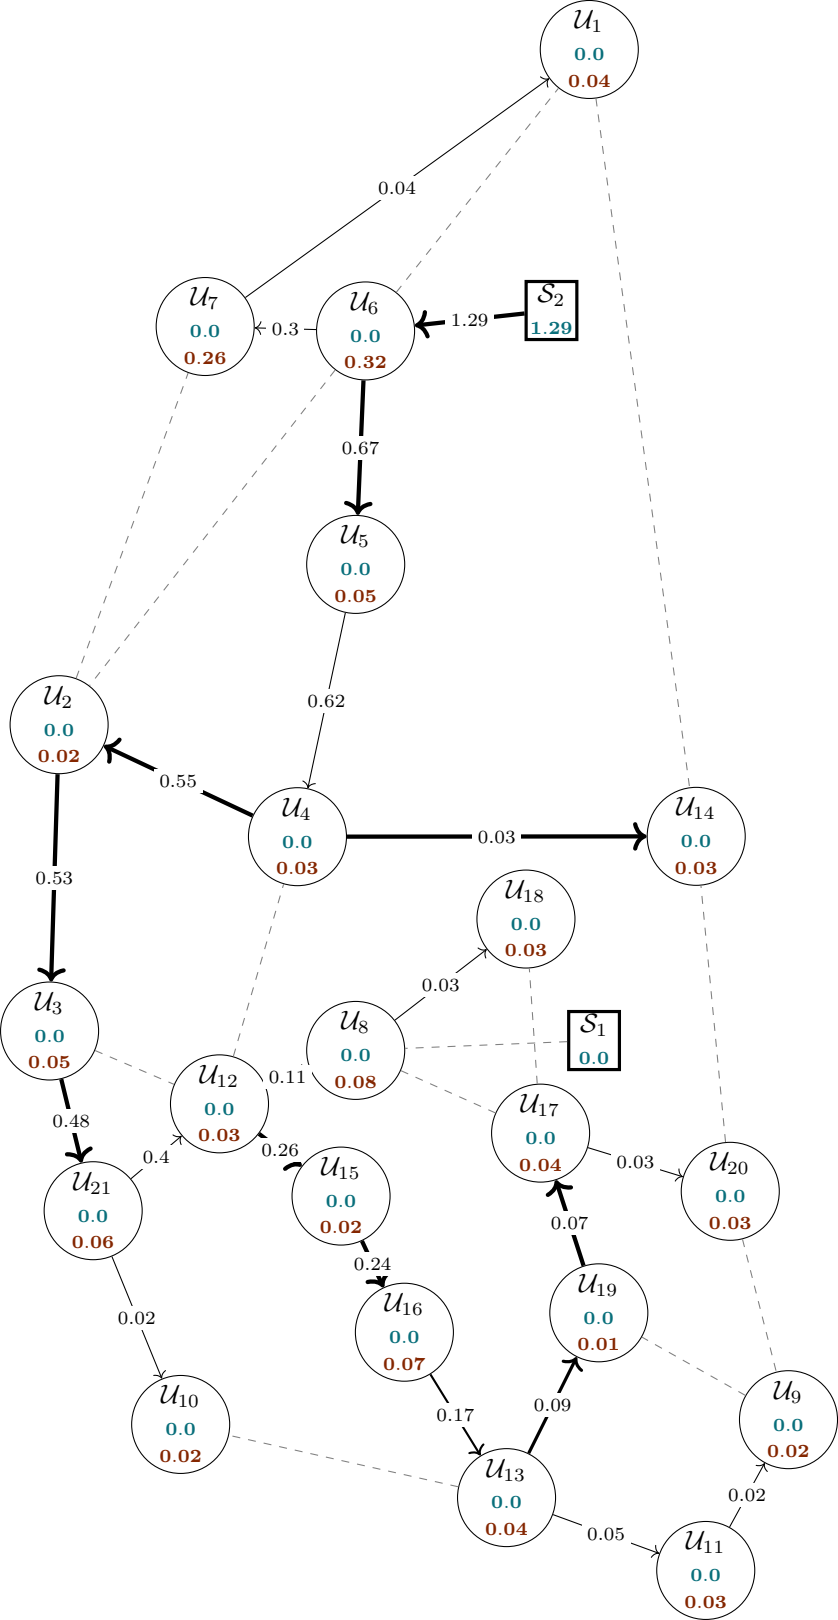 𝒰₁
0.0
0.04
0.04
𝒰₇
0.0
0.26
0.3
𝒰₆
0.0
0.32
1.29
𝒮₂
1.29
0.67
𝒰₅
0.0
0.05
0.62
𝒰₂
0.0
0.02
0.55
𝒰₄
0.0
0.03
0.03
𝒰₁₄
0.0
0.03
0.53
𝒰₁₈
0.0
0.03
0.03
𝒰₃
0.0
0.05
𝒰₈
0.0
0.08
𝒮₁
0.0
𝒰₁₂
0.0
0.03
0.11
𝒰₁₇
0.0
0.04
0.48
0.4
0.26
0.03
𝒰₂₁
0.0
0.06
𝒰₁₅
0.0
0.02
𝒰₂₀
0.0
0.03
0.07
0.24
𝒰₁₆
0.0
0.07
𝒰₁₉
0.0
0.01
0.02
𝒰₁₀
0.0
0.02
0.17
0.09
𝒰₉
0.0
0.02
𝒰₁₃
0.0
0.04
0.02
0.05
𝒰₁₁
0.0
0.03